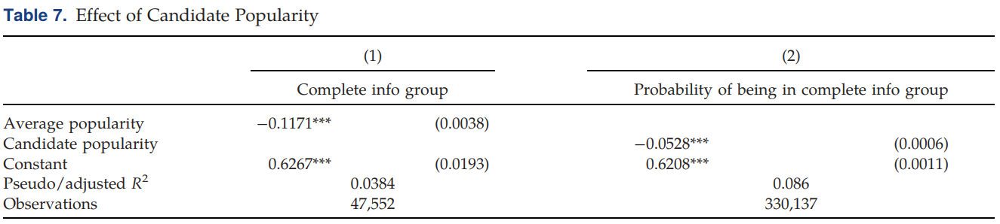 Table 7. Effect of Candidate Popularity
(1) (2)
Complete info group Probability of being in complete info group
Average popularity −0.1171*** (0.0038)
Candidate popularity −0.0528*** (0.0006)
Constant 0.6267*** (0.0193) 0.6208*** (0.0011)
Pseudo/adjusted R² 0.0384 0.086
Observations 47,552 330,137